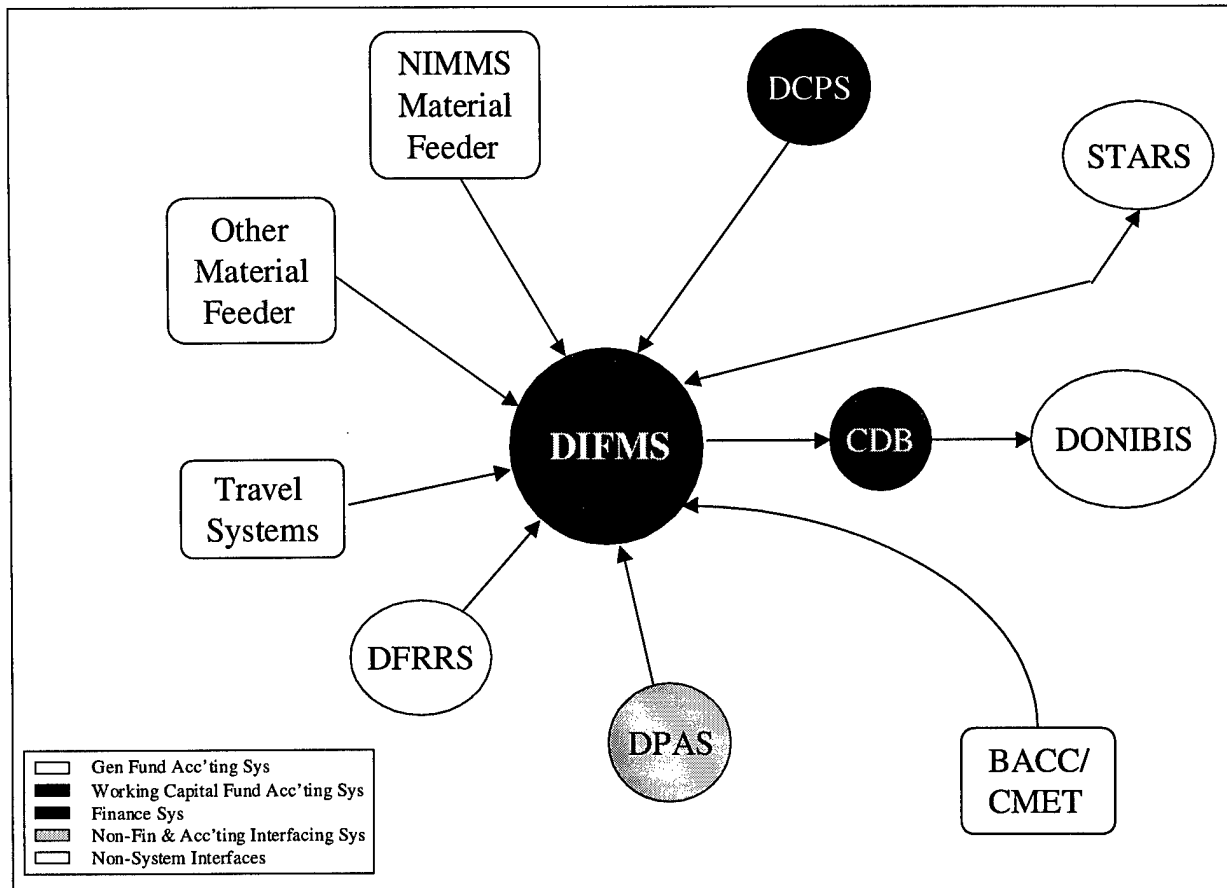 NIMMS
Material
Feeder
DCPS
STARS
Other
Material
Feeder
DIFMS
CDB
DONIBIS
Travel
Systems
DFRRS
DPAS
BACC/
CMET
Gen Fund Acc'ting Sys
Working Capital Fund Acc'ting Sys
Finance Sys
Non-Fin & Acc'ting Interfacing Sys
Non-System Interfaces